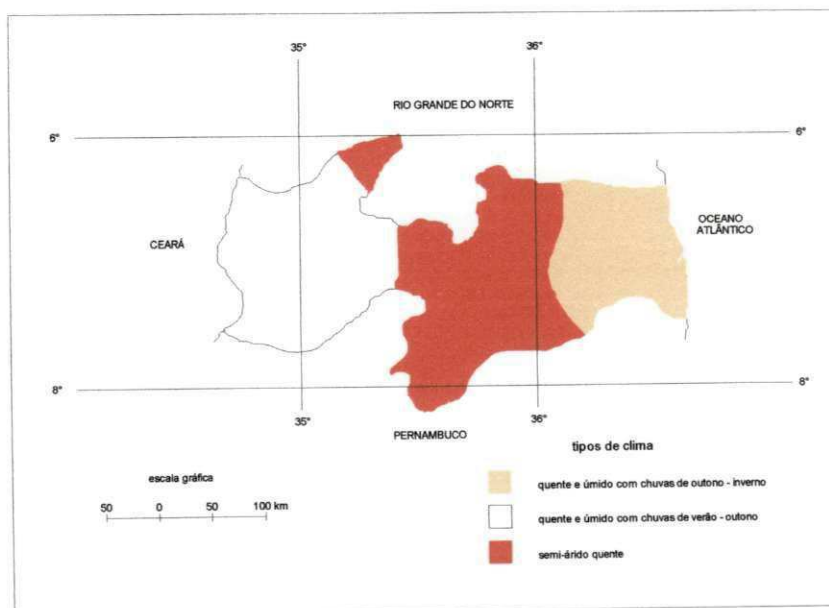 35° 36°
RIO GRANDE DO NORTE
6° 6°
OCEANO
ATLÂNTICO
CEARÁ
8° 8°
35° 36°
PERNAMBUCO
tipos de clima
escala gráfica
50 0 50 100 km
quente e úmido com chuvas de outono - inverno
quente e úmido com chuvas de verão - outono
semi-árido quente